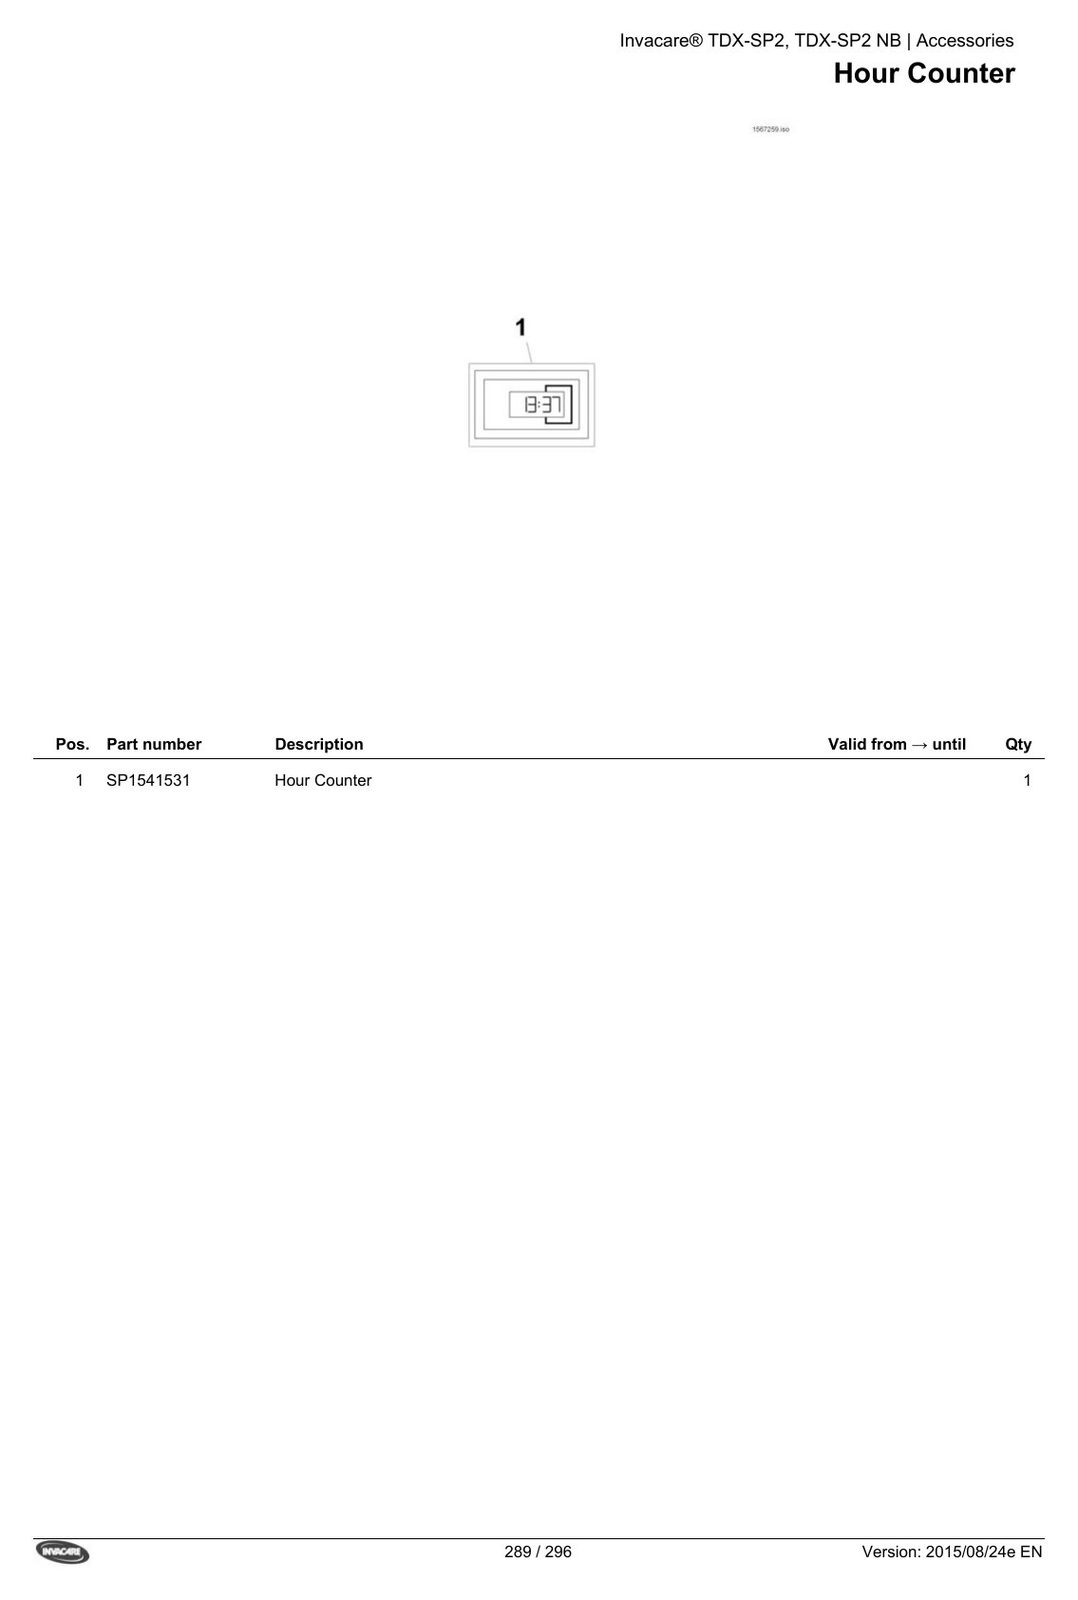 Invacare® TDX-SP2, TDX-SP2 NB | Accessories
Hour Counter
1567259.iso
1
13:37
Pos. Part number Description Valid from → until Qty
1 SP1541531 Hour Counter 1
INVACARE 289 / 296 Version: 2015/08/24e EN